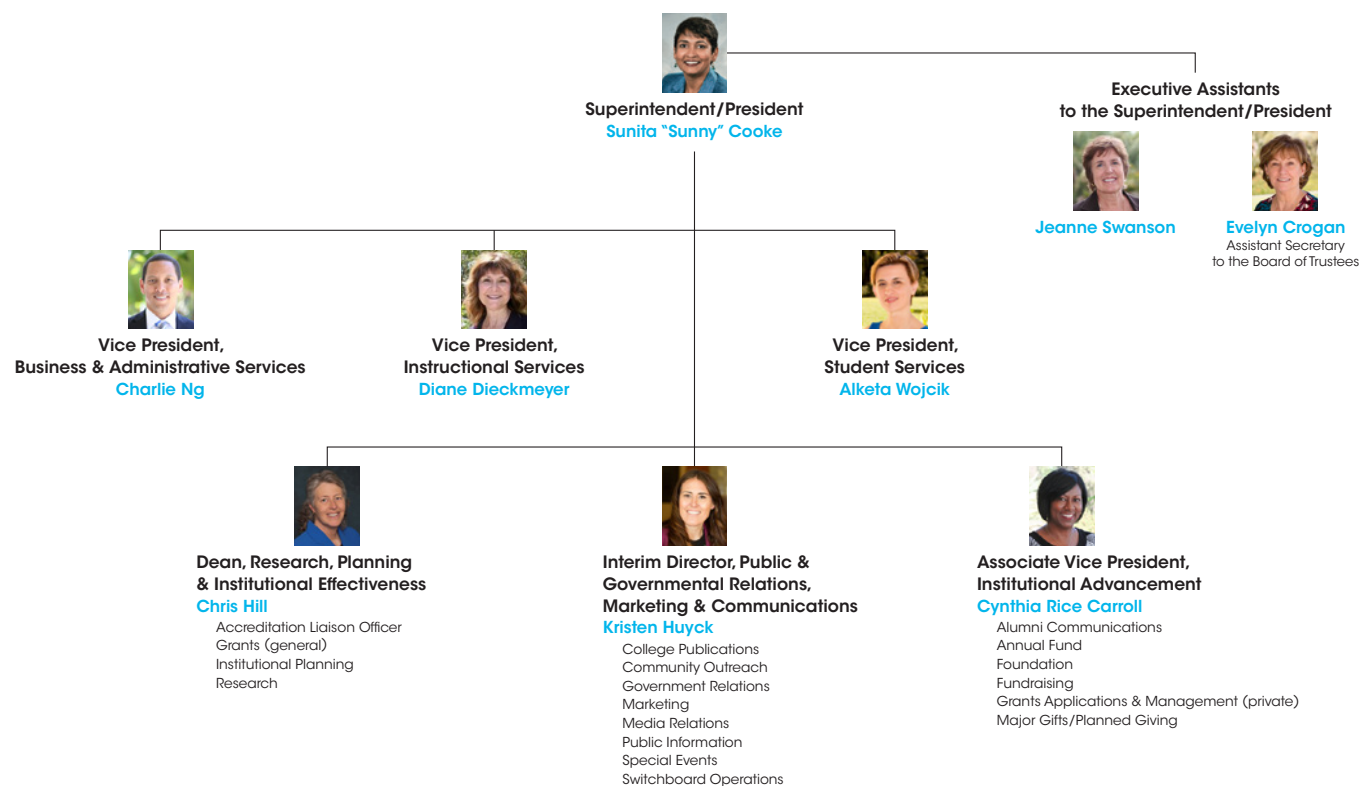 Superintendent/President
Sunita “Sunny” Cooke
Executive Assistants
to the Superintendent/President
Jeanne Swanson
Evelyn Crogan
Assistant Secretary
to the Board of Trustees
Vice President,
Business & Administrative Services
Charlie Ng
Vice President,
Instructional Services
Diane Dieckmeyer
Vice President,
Student Services
Alketa Wojcik
Dean, Research, Planning
& Institutional Effectiveness
Chris Hill
Accreditation Liaison Officer
Grants (general)
Institutional Planning
Research
Interim Director, Public &
Governmental Relations,
Marketing & Communications
Kristen Huyck
College Publications
Community Outreach
Government Relations
Marketing
Media Relations
Public Information
Special Events
Switchboard Operations
Associate Vice President,
Institutional Advancement
Cynthia Rice Carroll
Alumni Communications
Annual Fund
Foundation
Fundraising
Grants Applications & Management (private)
Major Gifts/Planned Giving